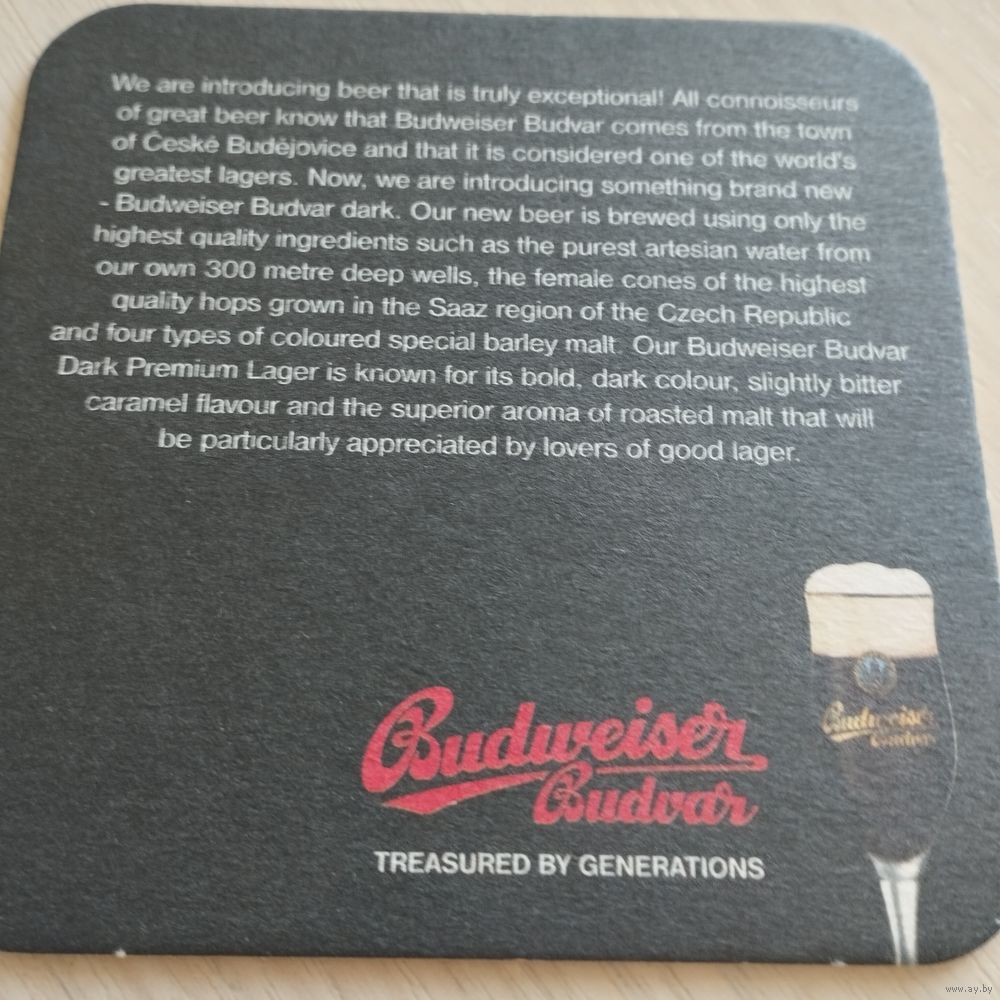 We are introducing beer that is truly exceptional! All connoisseurs
of great beer know that Budweiser Budvar comes from the town
of České Budějovice and that it is considered one of the world's
greatest lagers. Now, we are introducing something brand new
- Budweiser Budvar dark. Our new beer is brewed using only the
highest quality ingredients such as the purest artesian water from
our own 300 metre deep wells, the female cones of the highest
quality hops grown in the Saaz region of the Czech Republic
and four types of coloured special barley malt. Our Budweiser Budvar
Dark Premium Lager is known for its bold, dark colour, slightly bitter
caramel flavour and the superior aroma of roasted malt that will
be particularly appreciated by lovers of good lager.
Budweiser
Budvar
Budweiser
Budvar
TREASURED BY GENERATIONS
www.ay.by